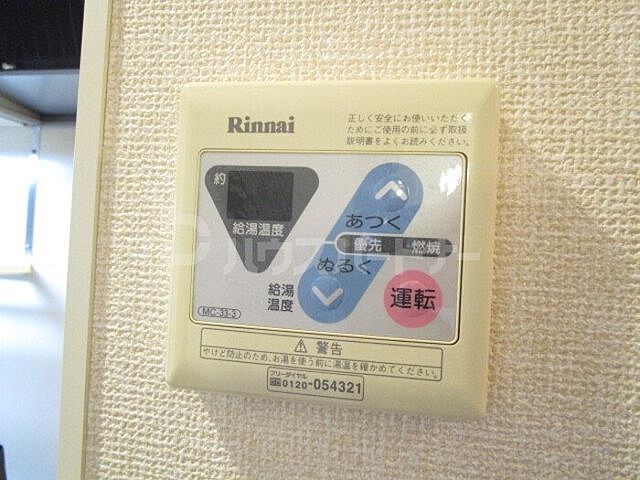 Rinnai
正しく安全にお使いいただく
ためにご使用の前に必ず取扱
説明書をよくお読みください。
約
給湯温度
あつく
優先 燃焼
ぬるく
給湯
温度
運転
MC-33-3
警告
やけど防止のため、お湯を使う前に湯温を確かめてください。
フリーダイヤル
0120-054321